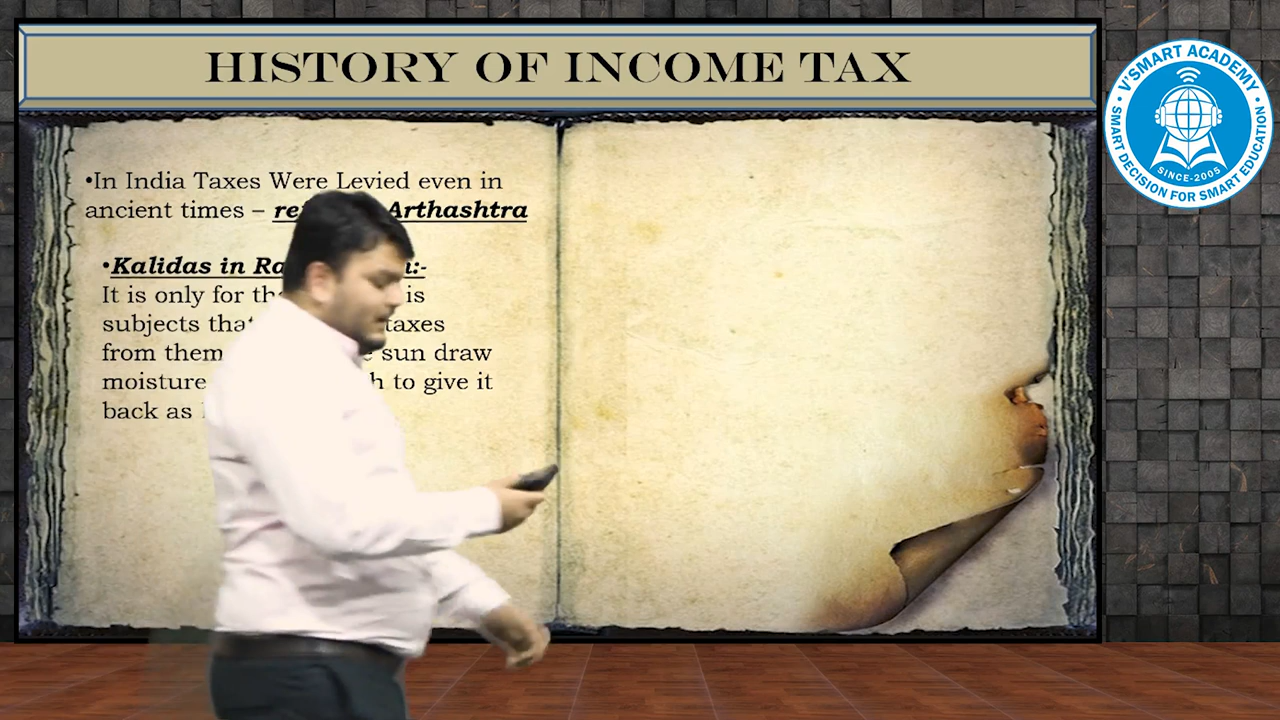 HISTORY OF INCOME TAX
•In India Taxes Were Levied even in
ancient times – Arthashtra
•Kalidas in
It is only for is
subjects taxes
from them sun draw
moisture to give it
back as
V'SMART ACADEMY
SINCE-2005
• SMART DECISION FOR SMART EDUCATION •